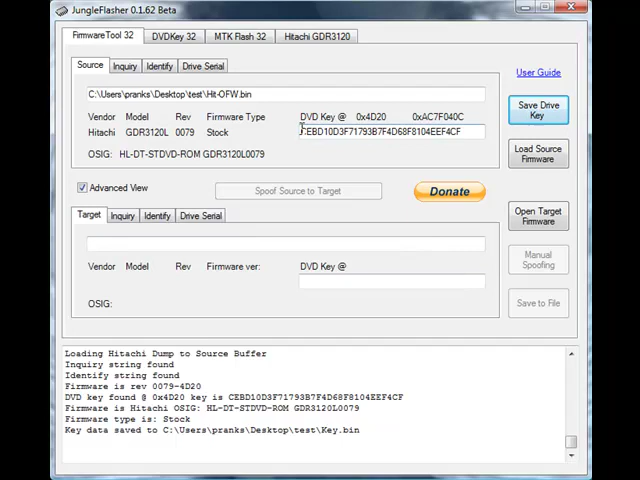 JungleFlasher 0.1.62 Beta
FirmwareTool 32 DVDKey 32 MTK Flash 32 Hitachi GDR3120
Source Inquiry Identify Drive Serial
User Guide
C:\Users\pranks\Desktop\test\Hit-OFW.bin
Save Drive Key
Vendor Model Rev Firmware Type DVD Key @ 0x4D20 0xAC7F040C
Hitachi GDR3120L 0079 Stock CEBD10D3F71793B7F4D68F8104EEF4CF
OSIG: HL-DT-STDVD-ROM GDR3120L0079
Load Source Firmware
Advanced View Spoof Source to Target Donate
Target Inquiry Identify Drive Serial
Open Target Firmware
Vendor Model Rev Firmware ver: DVD Key @
Manual Spoofing
OSIG:
Save to File
Loading Hitachi Dump to Source Buffer
Inquiry string found
Identify string found
Firmware is rev 0079-4D20
DVD key found @ 0x4D20 key is CEBD10D3F71793B7F4D68F8104EEF4CF
Firmware is Hitachi OSIG: HL-DT-STDVD-ROM GDR3120L0079
Firmware type is: Stock
Key data saved to C:\Users\pranks\Desktop\test\Key.bin